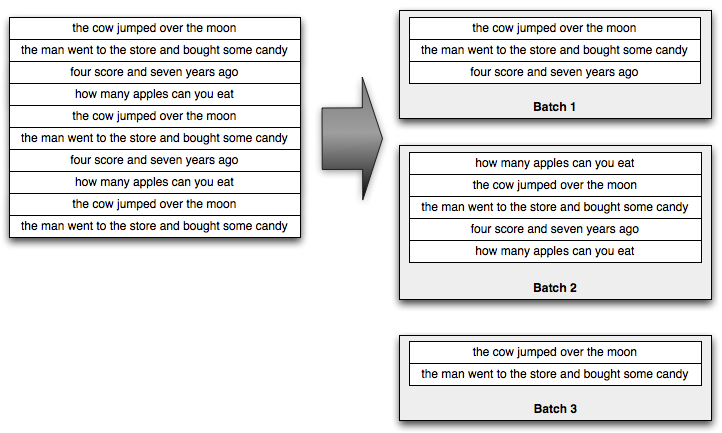 the cow jumped over the moon
the man went to the store and bought some candy
four score and seven years ago
how many apples can you eat
the cow jumped over the moon
the man went to the store and bought some candy
four score and seven years ago
how many apples can you eat
the cow jumped over the moon
the man went to the store and bought some candy
the cow jumped over the moon
the man went to the store and bought some candy
four score and seven years ago
Batch 1
how many apples can you eat
the cow jumped over the moon
the man went to the store and bought some candy
four score and seven years ago
how many apples can you eat
Batch 2
the cow jumped over the moon
the man went to the store and bought some candy
Batch 3